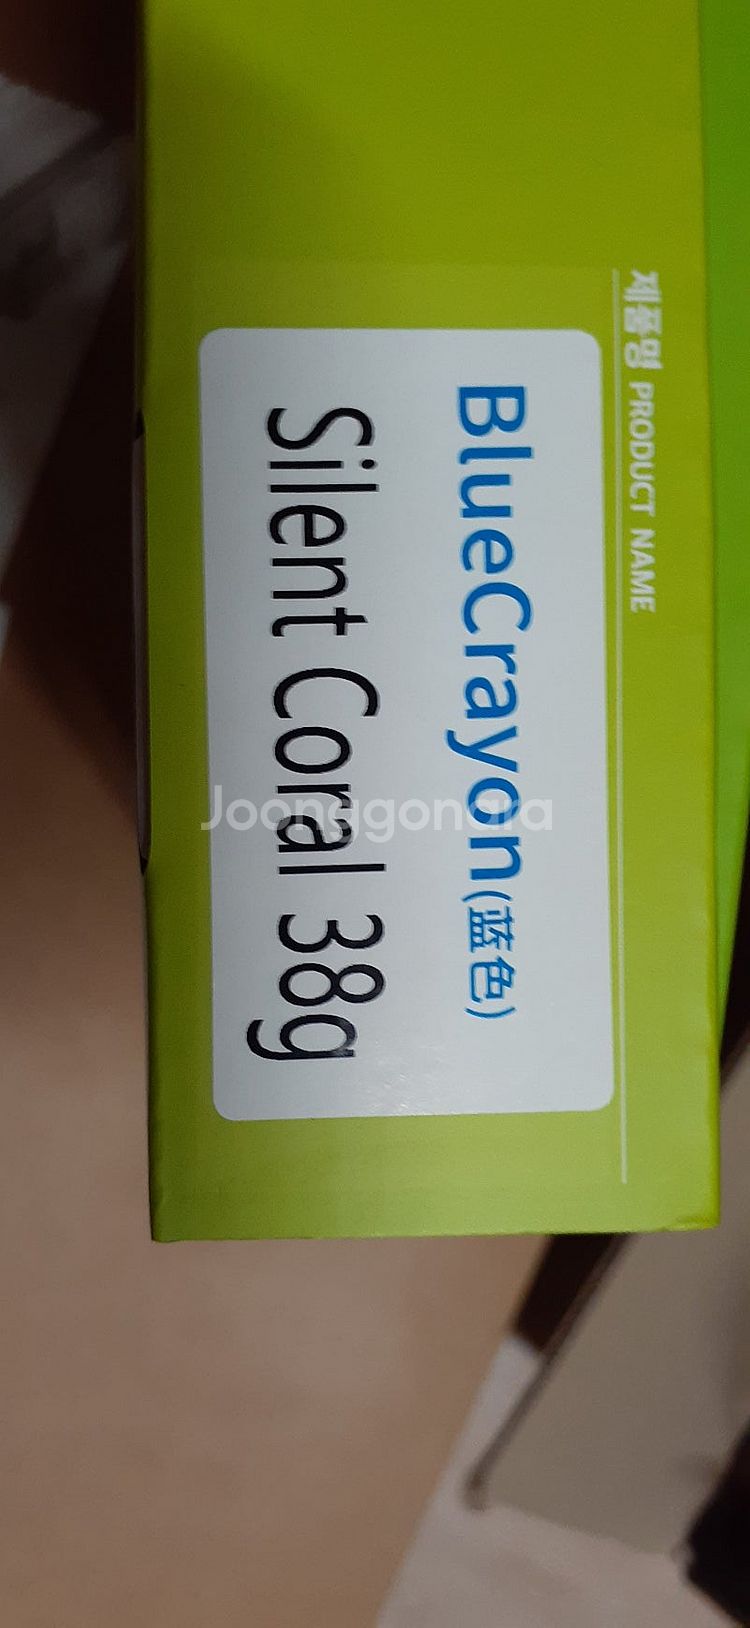 제품명 PRODUCT NAME
BlueCrayon(蓝色)
Silent Coral 38g
Joonggonara